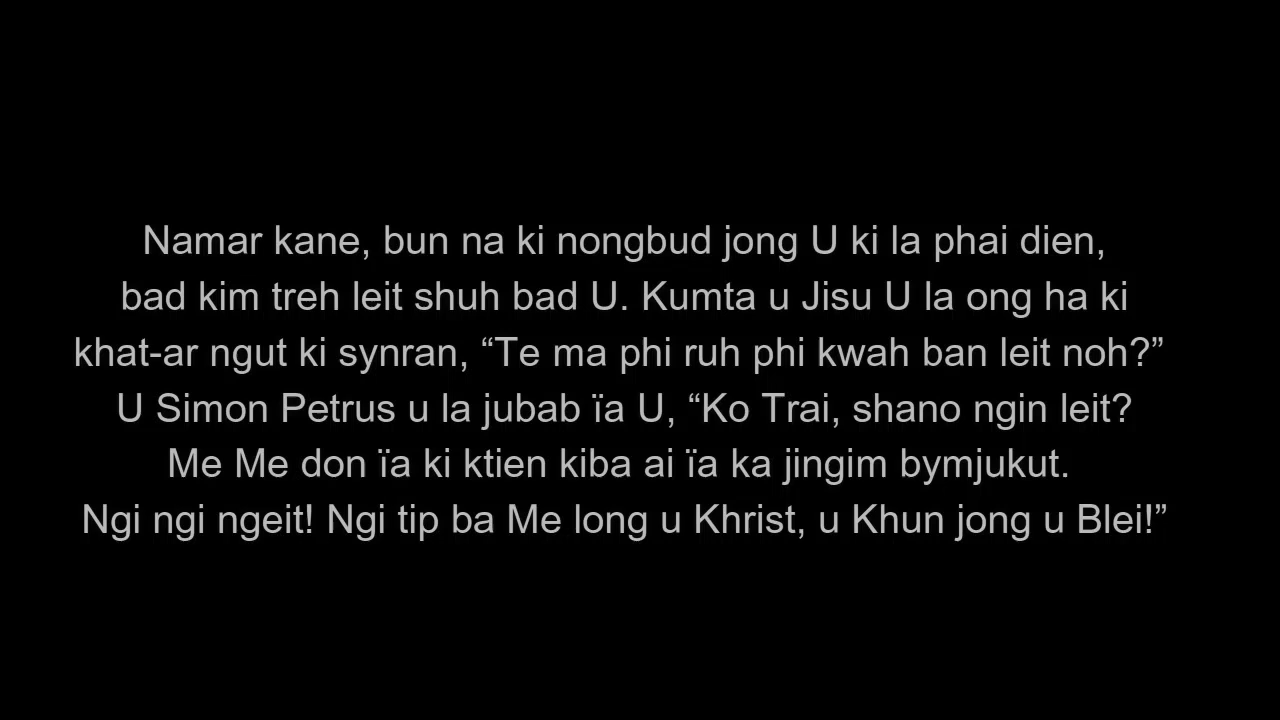 Namar kane, bun na ki nongbud jong U ki la phai dien,
bad kim treh leit shuh bad U. Kumta u Jisu U la ong ha ki
khat-ar ngut ki synran, “Te ma phi ruh phi kwah ban leit noh?”
U Simon Petrus u la jubab ïa U, “Ko Trai, shano ngin leit?
Me Me don ïa ki ktien kiba ai ïa ka jingim bymjukut.
Ngi ngi ngeit! Ngi tip ba Me long u Khrist, u Khun jong u Blei!”